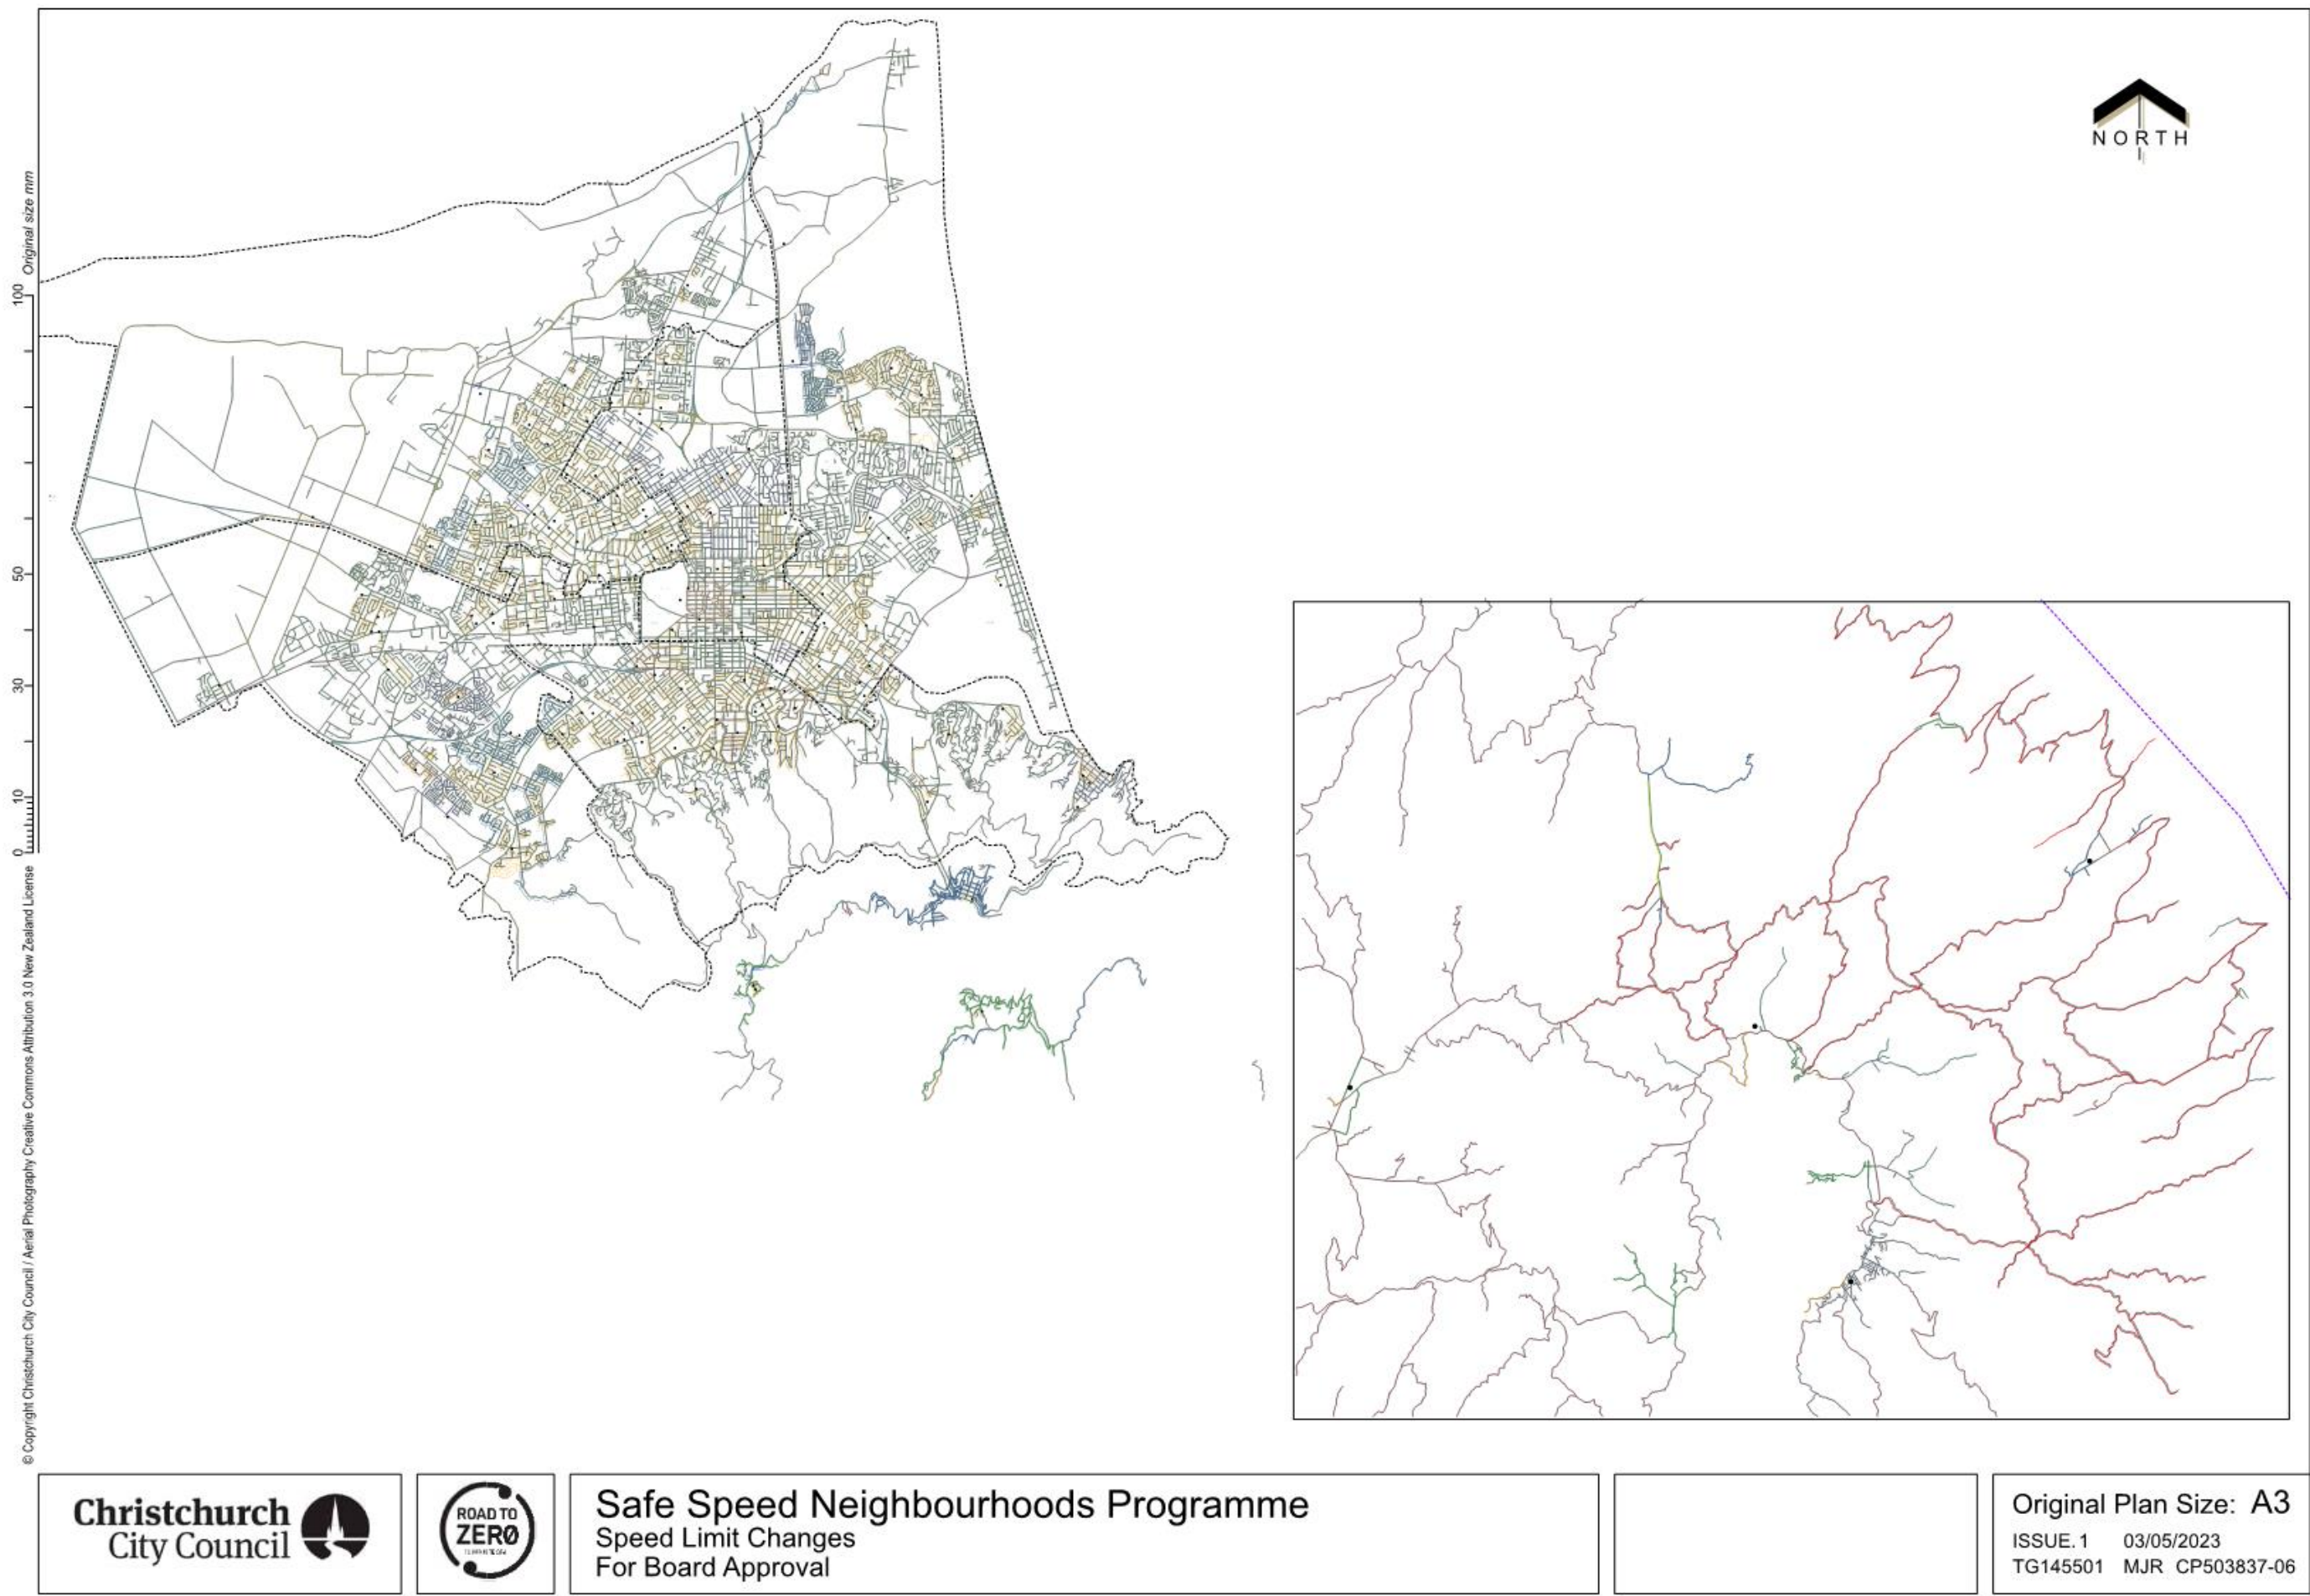 NORTH
Original size mm
100
50
30
10
0
© Copyright Christchurch City Council / Aerial Photography Creative Commons Attribution 3.0 New Zealand License
Christchurch
City Council
ROAD TO
ZERØ
Safe Speed Neighbourhoods Programme
Speed Limit Changes
For Board Approval
Original Plan Size: A3
ISSUE. 1 03/05/2023
TG145501 MJR CP503837-06